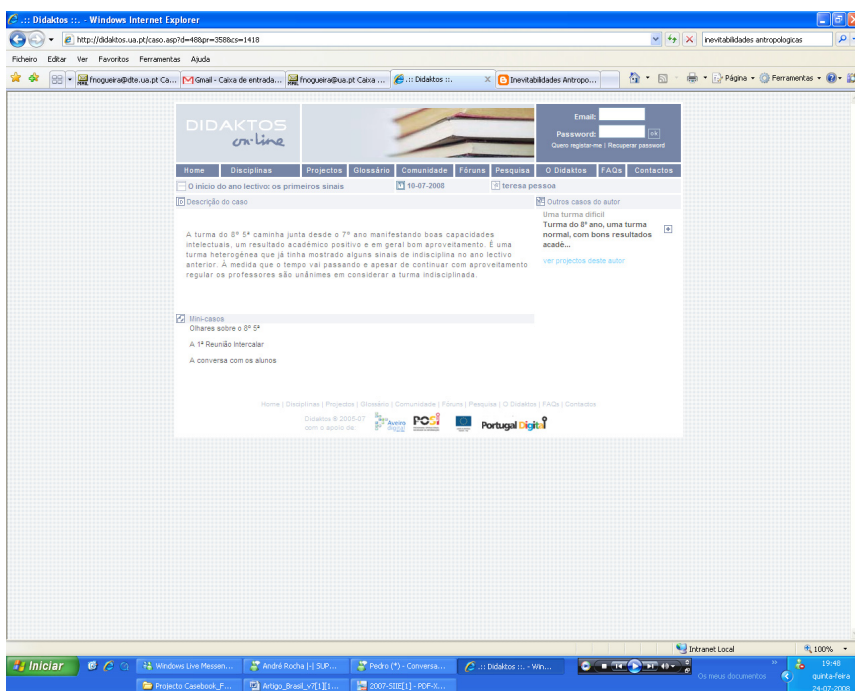 .:: Didaktos ::. - Windows Internet Explorer
http://didaktos.ua.pt/caso.asp?d=48&pr=358&cs=1418
inevitabilidades antropologicas
Ficheiro Editar Ver Favoritos Ferramentas Ajuda
fnogueira@dte.ua.pt Ca... Gmail - Caixa de entrada... fnogueira@ua.pt Caixa ... .:: Didaktos ::. Inevitabilidades Antropo... Página Ferramentas
DIDAKTOS
on-line
Email:
Password: ok
Quero registar-me | Recuperar password
Home Disciplinas Projectos Glossário Comunidade Fóruns Pesquisa O Didaktos FAQs Contactos
O início do ano lectivo: os primeiros sinais 10-07-2008 teresa pessoa
Descrição do caso
A turma do 8º 5ª caminha junta desde o 7º ano manifestando boas capacidades
intelectuais, um resultado académico positivo e em geral bom aproveitamento. É uma
turma heterogénea que já tinha mostrado alguns sinais de indisciplina no ano lectivo
anterior. À medida que o tempo vai passando e apesar de continuar com aproveitamento
regular os professores são unânimes em considerar a turma indisciplinada.
Outros casos do autor
Uma turma difícil
Turma do 8º ano, uma turma
normal, com bons resultados
acadè...
ver projectos deste autor
Mini-casos
Olhares sobre o 8º 5ª
A 1ª Reunião Intercalar
A conversa com os alunos
Home | Disciplinas | Projectos | Glossário | Comunidade | Fóruns | Pesquisa | O Didaktos | FAQs | Contactos
Didaktos ® 2005-07
com o apoio de:
Aveiro
digital
POSI
Portugal Digital
Intranet Local 100%
Iniciar
Windows Live Messen... André Rocha |-| SUP... Pedro (*) - Conversa... .:: Didaktos ::. - Win...
Projecto Casebook_F... Artigo_Brasil_v7[1][1... 2007-SIIE[1] - PDF-X...
Os meus documentos
19:48
quinta-feira
24-07-2008